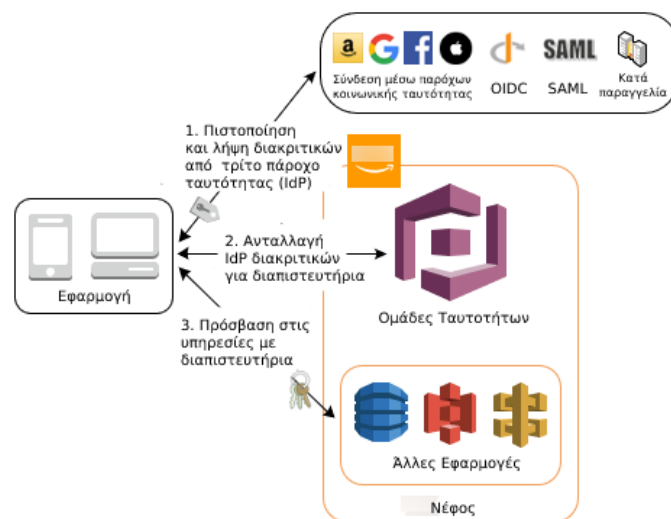 a
Σύνδεση μέσω παρόχων
κοινωνικής ταυτότητας
OIDC
SAML
SAML
Κατά
παραγγελία
1. Πιστοποίηση
και λήψη διακριτικών
από τρίτο πάροχο
ταυτότητας (IdP)
Εφαρμογή
2. Ανταλλαγή
IdP διακριτικών
για διαπιστευτήρια
Ομάδες Ταυτοτήτων
3. Πρόσβαση στις
υπηρεσίες με
διαπιστευτήρια
Άλλες Εφαρμογές
Νέφος